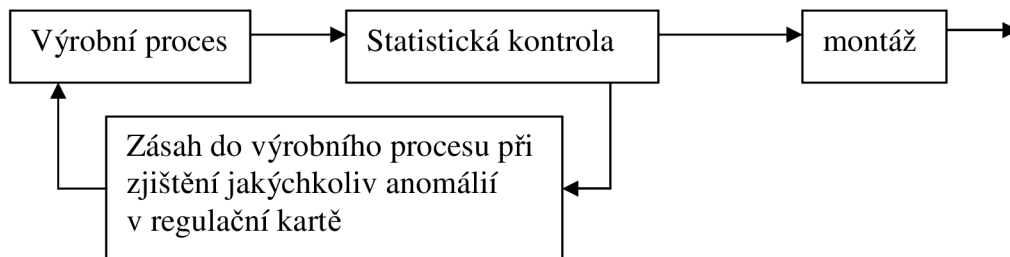 Výrobní proces
Statistická kontrola
montáž
Zásah do výrobního procesu při
zjištění jakýchkoliv anomálií
v regulační kartě